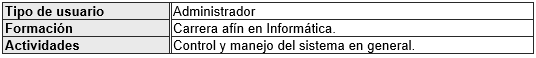 Tipo de usuario Administrador
Formación Carrera afín en Informática.
Actividades Control y manejo del sistema en general.